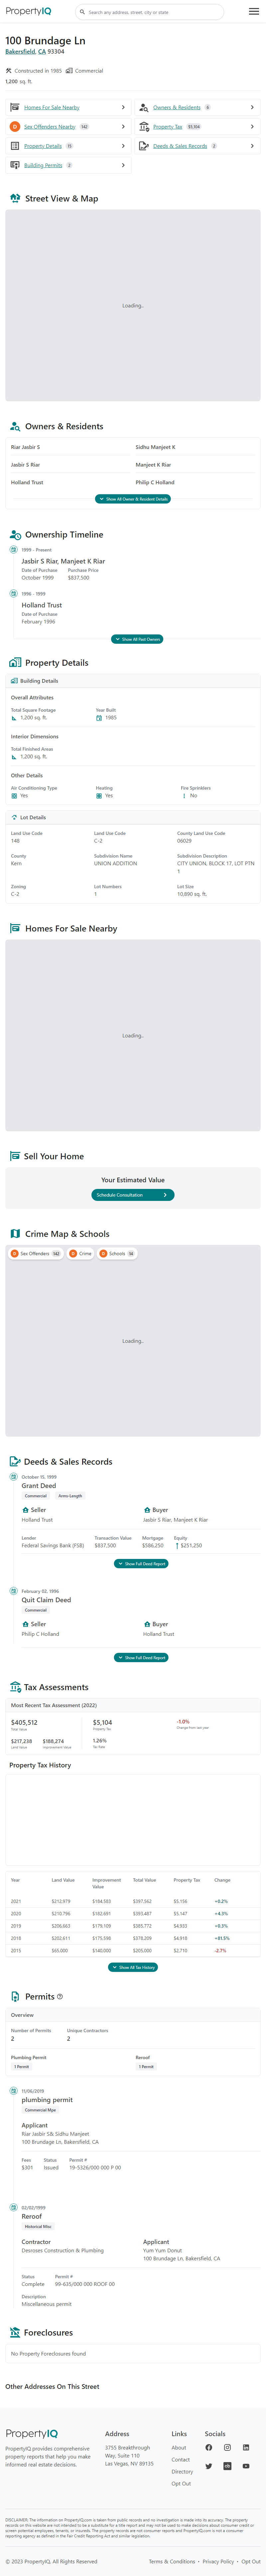 PropertyIQ
Search any address, street, city or state
100 Brundage Ln
Bakersfield, CA 93304
Constructed in 1985 Commercial
1,200 sq. ft.
Homes For Sale Nearby
Owners & Residents 6
D Sex Offenders Nearby 142
Property Tax $5,104
Property Details 15
Deeds & Sales Records 2
Building Permits 2
Street View & Map
Loading...
Owners & Residents
Riar Jasbir S
Sidhu Manjeet K
Jasbir S Riar
Manjeet K Riar
Holland Trust
Philip C Holland
Show All Owner & Resident Details
Ownership Timeline
1999 - Present
Jasbir S Riar, Manjeet K Riar
Date of Purchase Purchase Price
October 1999 $837,500
1996 - 1999
Holland Trust
Date of Purchase
February 1996
Show All Past Owners
Property Details
Building Details
Overall Attributes
Total Square Footage Year Built
1,200 sq. ft. 1985
Interior Dimensions
Total Finished Areas
1,200 sq. ft.
Other Details
Air Conditioning Type Heating Fire Sprinklers
Yes Yes No
Lot Details
Land Use Code Land Use Code County Land Use Code
148 C-2 06029
County Subdivision Name Subdivision Description
Kern UNION ADDITION CITY UNION, BLOCK 17, LOT PTN
1
Zoning Lot Numbers Lot Size
C-2 1 10,890 sq. ft.
Homes For Sale Nearby
Loading...
Sell Your Home
Your Estimated Value
Schedule Consultation
Crime Map & Schools
D Sex Offenders 142 D Crime D Schools 16
Loading...
Deeds & Sales Records
October 15, 1999
Grant Deed
Commercial Arms-Length
Seller Buyer
Holland Trust Jasbir S Riar, Manjeet K Riar
Lender Transaction Value Mortgage Equity
Federal Savings Bank (FSB) $837,500 $586,250 $251,250
Show Full Deed Report
February 02, 1996
Quit Claim Deed
Commercial
Seller Buyer
Philip C Holland Holland Trust
Show Full Deed Report
Tax Assessments
Most Recent Tax Assessment (2022)
$405,512 $5,104 -1.0%
Total Value Property Tax Change from last year
$217,238 $188,274 1.26%
Land Value Improvement Value Tax Rate
Property Tax History
Year Land Value Improvement Total Value Property Tax Change
Value
2021 $212,979 $184,583 $397,562 $5,156 +0.2%
2020 $210,796 $182,691 $393,487 $5,147 +4.3%
2019 $206,663 $179,109 $385,772 $4,933 +0.3%
2018 $202,611 $175,598 $378,209 $4,918 +81.5%
2015 $65,000 $140,000 $205,000 $2,710 -2.7%
Show All Tax History
Permits
Overview
Number of Permits Unique Contractors
2 2
Plumbing Permit Reroof
1 Permit 1 Permit
11/06/2019
plumbing permit
Commercial Mpe
Applicant
Riar Jasbir S& Sidhu Manjeet
100 Brundage Ln, Bakersfield, CA
Fees Status Permit #
$301 Issued 19-5326/000 000 P 00
02/02/1999
Reroof
Historical Misc
Contractor Applicant
Desroses Construction & Plumbing Yum Yum Donut
100 Brundage Ln, Bakersfield, CA
Status Permit #
Complete 99-635/000 000 ROOF 00
Description
Miscellaneous permit
Foreclosures
No Property Foreclosures found
Other Addresses On This Street
PropertyIQ
PropertyIQ provides comprehensive
property reports that help you make
informed real estate decisions.
Address
3755 Breakthrough
Way, Suite 110
Las Vegas, NV 89135
Links
About
Contact
Directory
Opt Out
Socials
DISCLAIMER: The information on PropertyIQ.com is taken from public records and no investigation is made into its accuracy. The property
records on this website are not intended to be a substitute for a title report and may not be used to make decisions about consumer credit or to
screen potential employees, tenants, or insureds. The property records are not consumer reports and PropertyIQ.com is not a consumer
reporting agency as defined in the Fair Credit Reporting Act and similar legislation.
© 2023 PropertyIQ. All Rights Reserved
Terms & Conditions • Privacy Policy • Opt Out